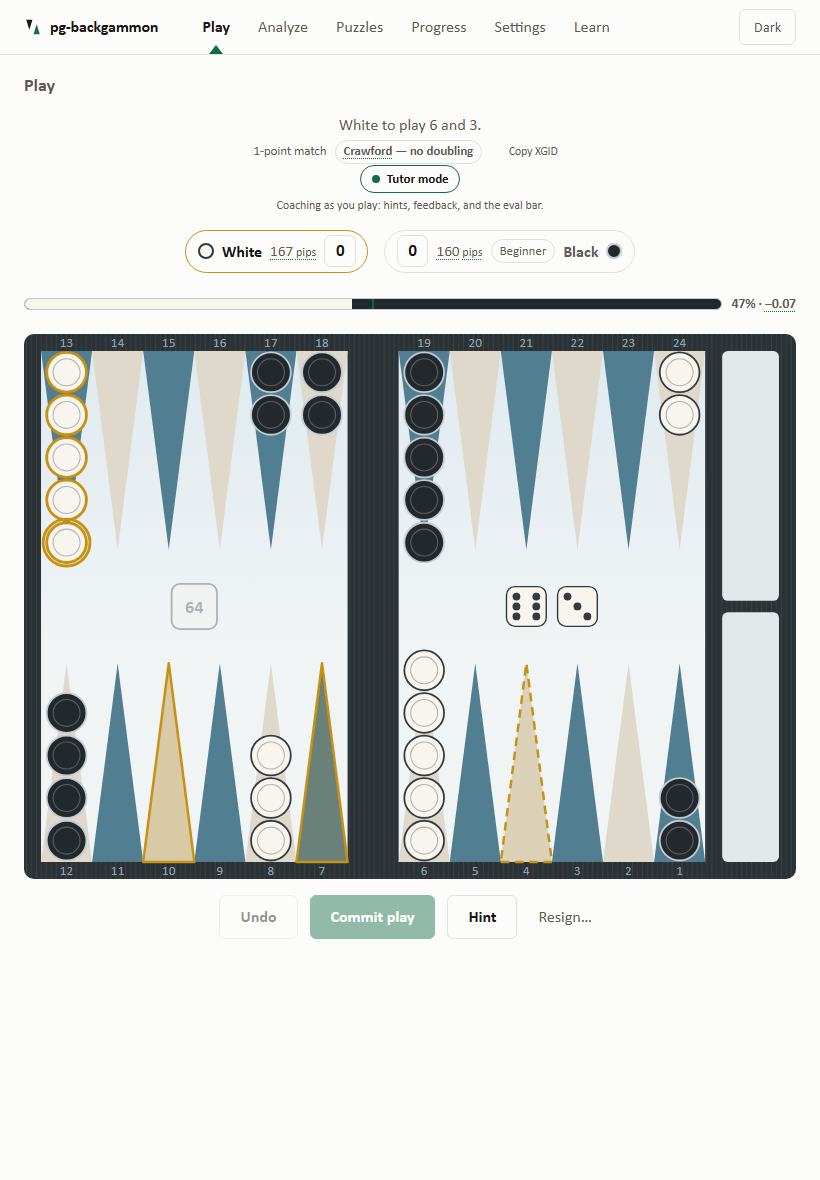 pg-backgammon Play Analyze Puzzles Progress Settings Learn Dark
Play
White to play 6 and 3.
1-point match Crawford — no doubling Copy XGID
Tutor mode
Coaching as you play: hints, feedback, and the eval bar.
White 167 pips 0 0 160 pips Beginner Black
47% · −0.07
13 14 15 16 17 18 19 20 21 22 23 24
64
12 11 10 9 8 7 6 5 4 3 2 1
Undo Commit play Hint Resign...